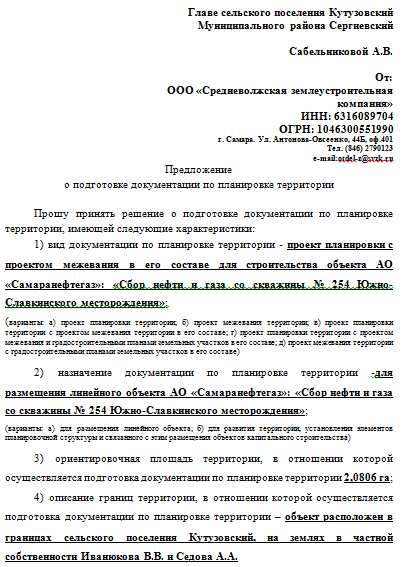 Главе сельского поселения Кутузовский
Муниципального района Сергиевский
Сабельниковой А.В.
От:
ООО «Средневолжская землеустроительная
компания»
ИНН: 6316089704
ОГРН: 1046300551990
г. Самара. Ул. Антонова-Овсеенко, 44Б, оф.401
Тел. (846) 2790123
e-mail:otdel-z@svzk.ru
Предложение
о подготовке документации по планировке территории
Прошу принять решение о подготовке документации по планировке
территории, имеющей следующие характеристики:
1) вид документации по планировке территории - проект планировки с
проектом межевания в его составе для строительства объекта АО
«Самаранефтегаз»: «Сбор нефти и газа со скважины № 254 Южно-
Славкинского месторождения»;
(варианты: а) проект планировки территории; б) проект межевания территории; в) проект планировки
территории с проектом межевания территории в его составе; г) проект планировки территории с проектом
межевания и градостроительными планами земельных участков в его составе; д) проект межевания территории
с градостроительными планами земельных участков в его составе)
2) назначение документации по планировке территории -для
размещения линейного объекта АО «Самаранефтегаз»: «Сбор нефти и газа
со скважины № 254 Южно-Славкинского месторождения»;
(варианты: а) для размещения линейного объекта; б) для развития территории, установления элементов
планировочной структуры и связанного с этим размещения объектов капитального строительства)
3) ориентировочная площадь территории, в отношении которой
осуществляется подготовка документации по планировке территории 2,0806 га;
4) описание границ территории, в отношении которой осуществляется
подготовка документации по планировке территории – объект расположен в
границах сельского поселения Кутузовский, на землях в частной
собственности Иванюкова В.В. и Седова А.А.